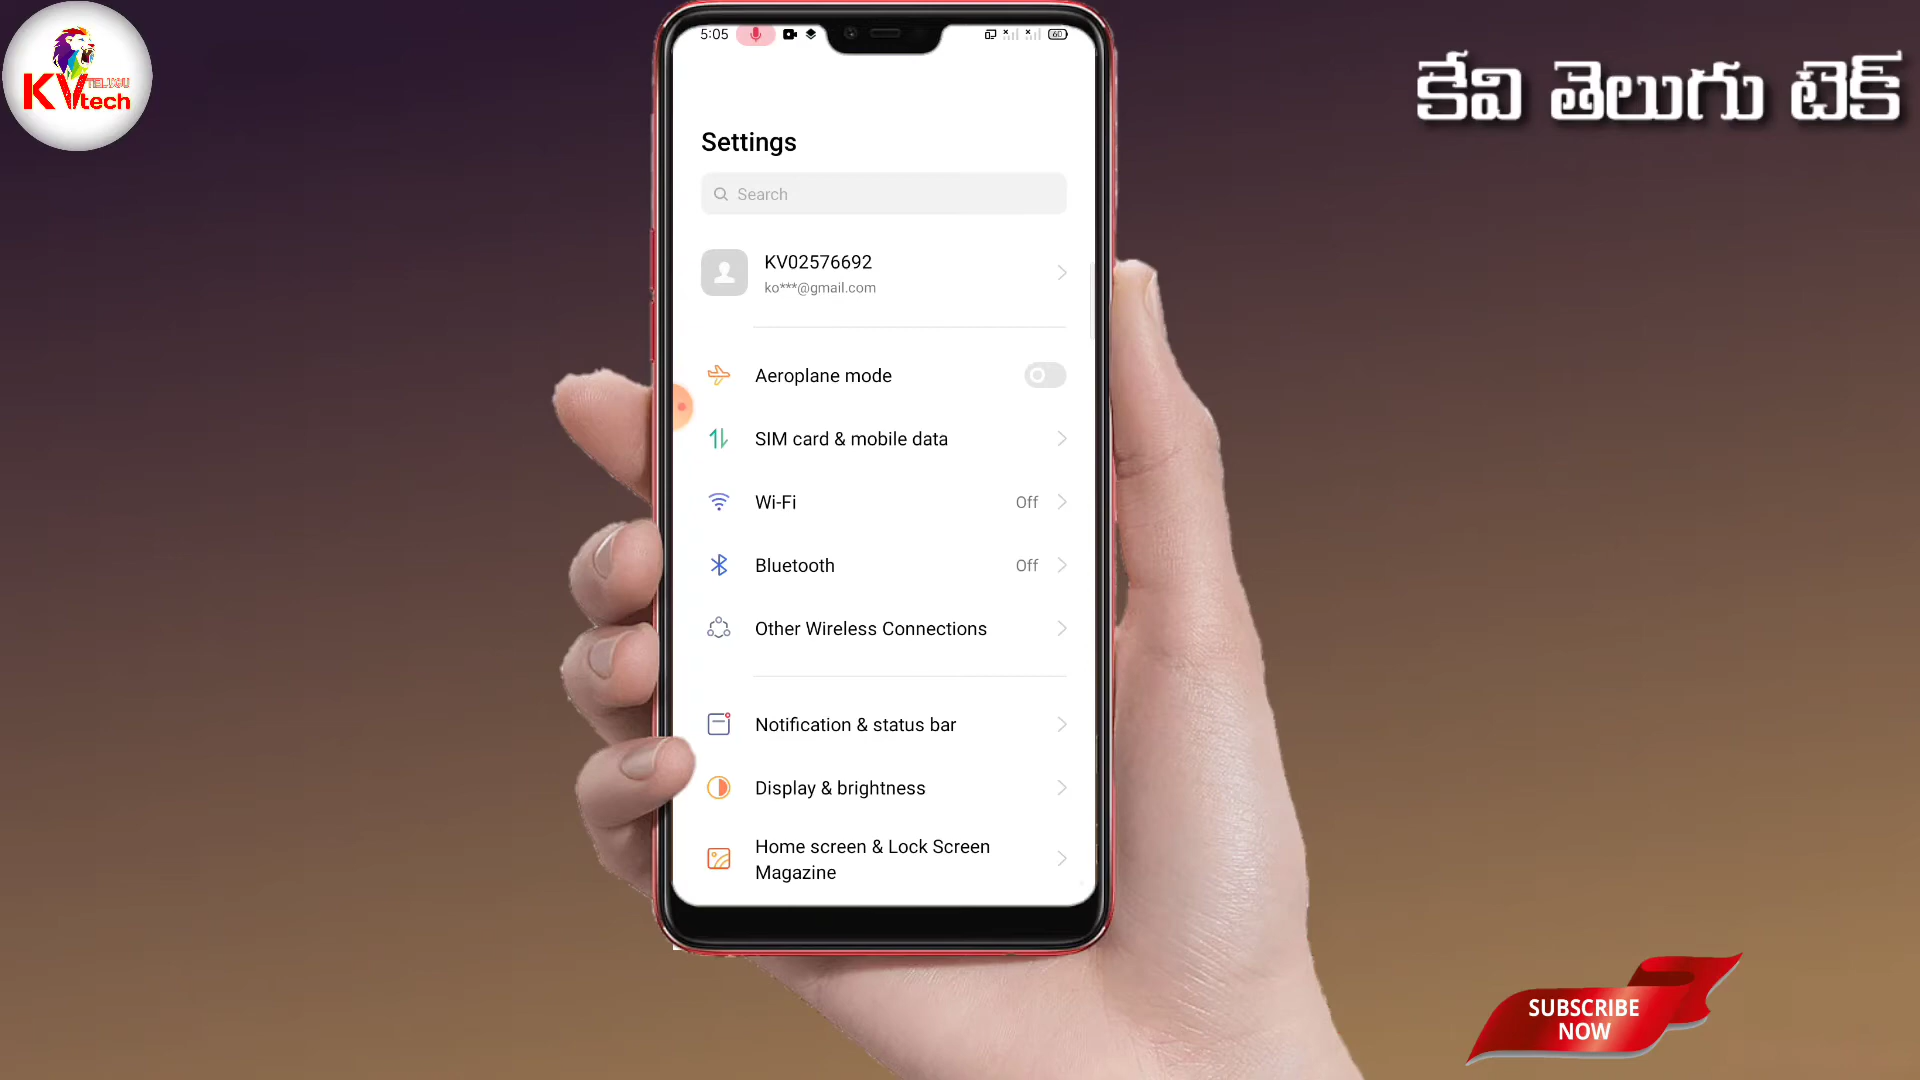 KV TELUGU
tech
కేవి తెలుగు టెక్
5:05
60
Settings
Search
KV02576692
ko***@gmail.com
Aeroplane mode
SIM card & mobile data
Wi-Fi Off
Bluetooth Off
Other Wireless Connections
Notification & status bar
Display & brightness
Home screen & Lock Screen
Magazine
SUBSCRIBE
NOW